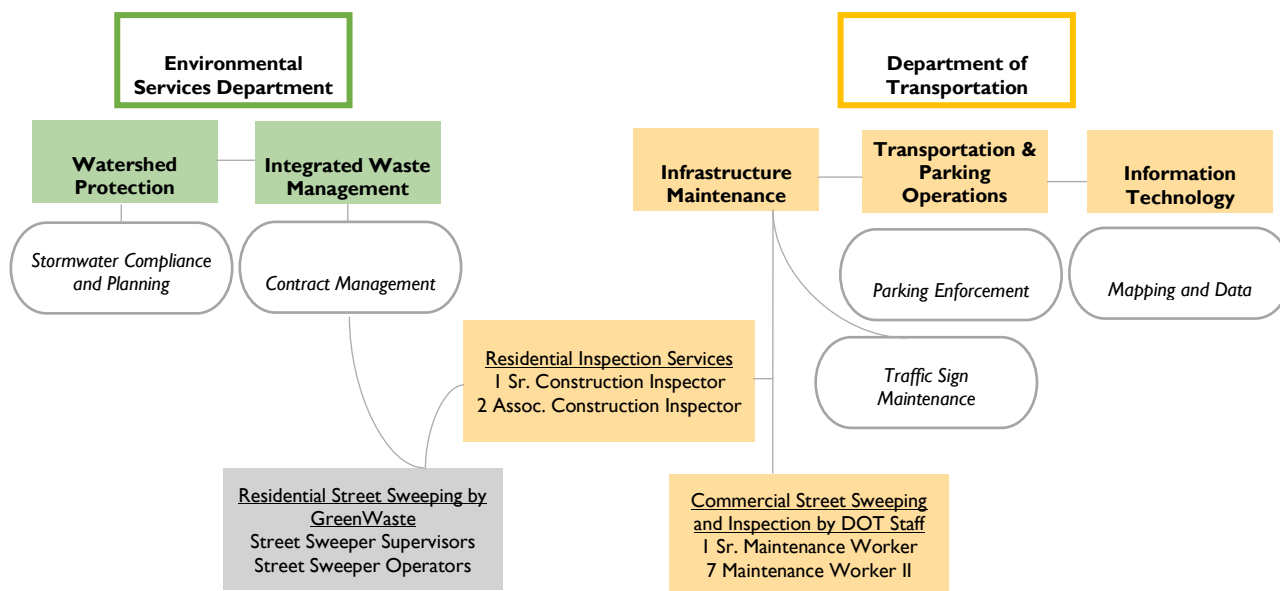 Environmental
Services Department
Department of
Transportation
Watershed
Protection
Integrated Waste
Management
Infrastructure
Maintenance
Transportation &
Parking
Operations
Information
Technology
Stormwater Compliance
and Planning
Contract Management
Parking Enforcement
Mapping and Data
Residential Inspection Services
1 Sr. Construction Inspector
2 Assoc. Construction Inspector
Traffic Sign
Maintenance
Residential Street Sweeping by
GreenWaste
Street Sweeper Supervisors
Street Sweeper Operators
Commercial Street Sweeping
and Inspection by DOT Staff
1 Sr. Maintenance Worker
7 Maintenance Worker II